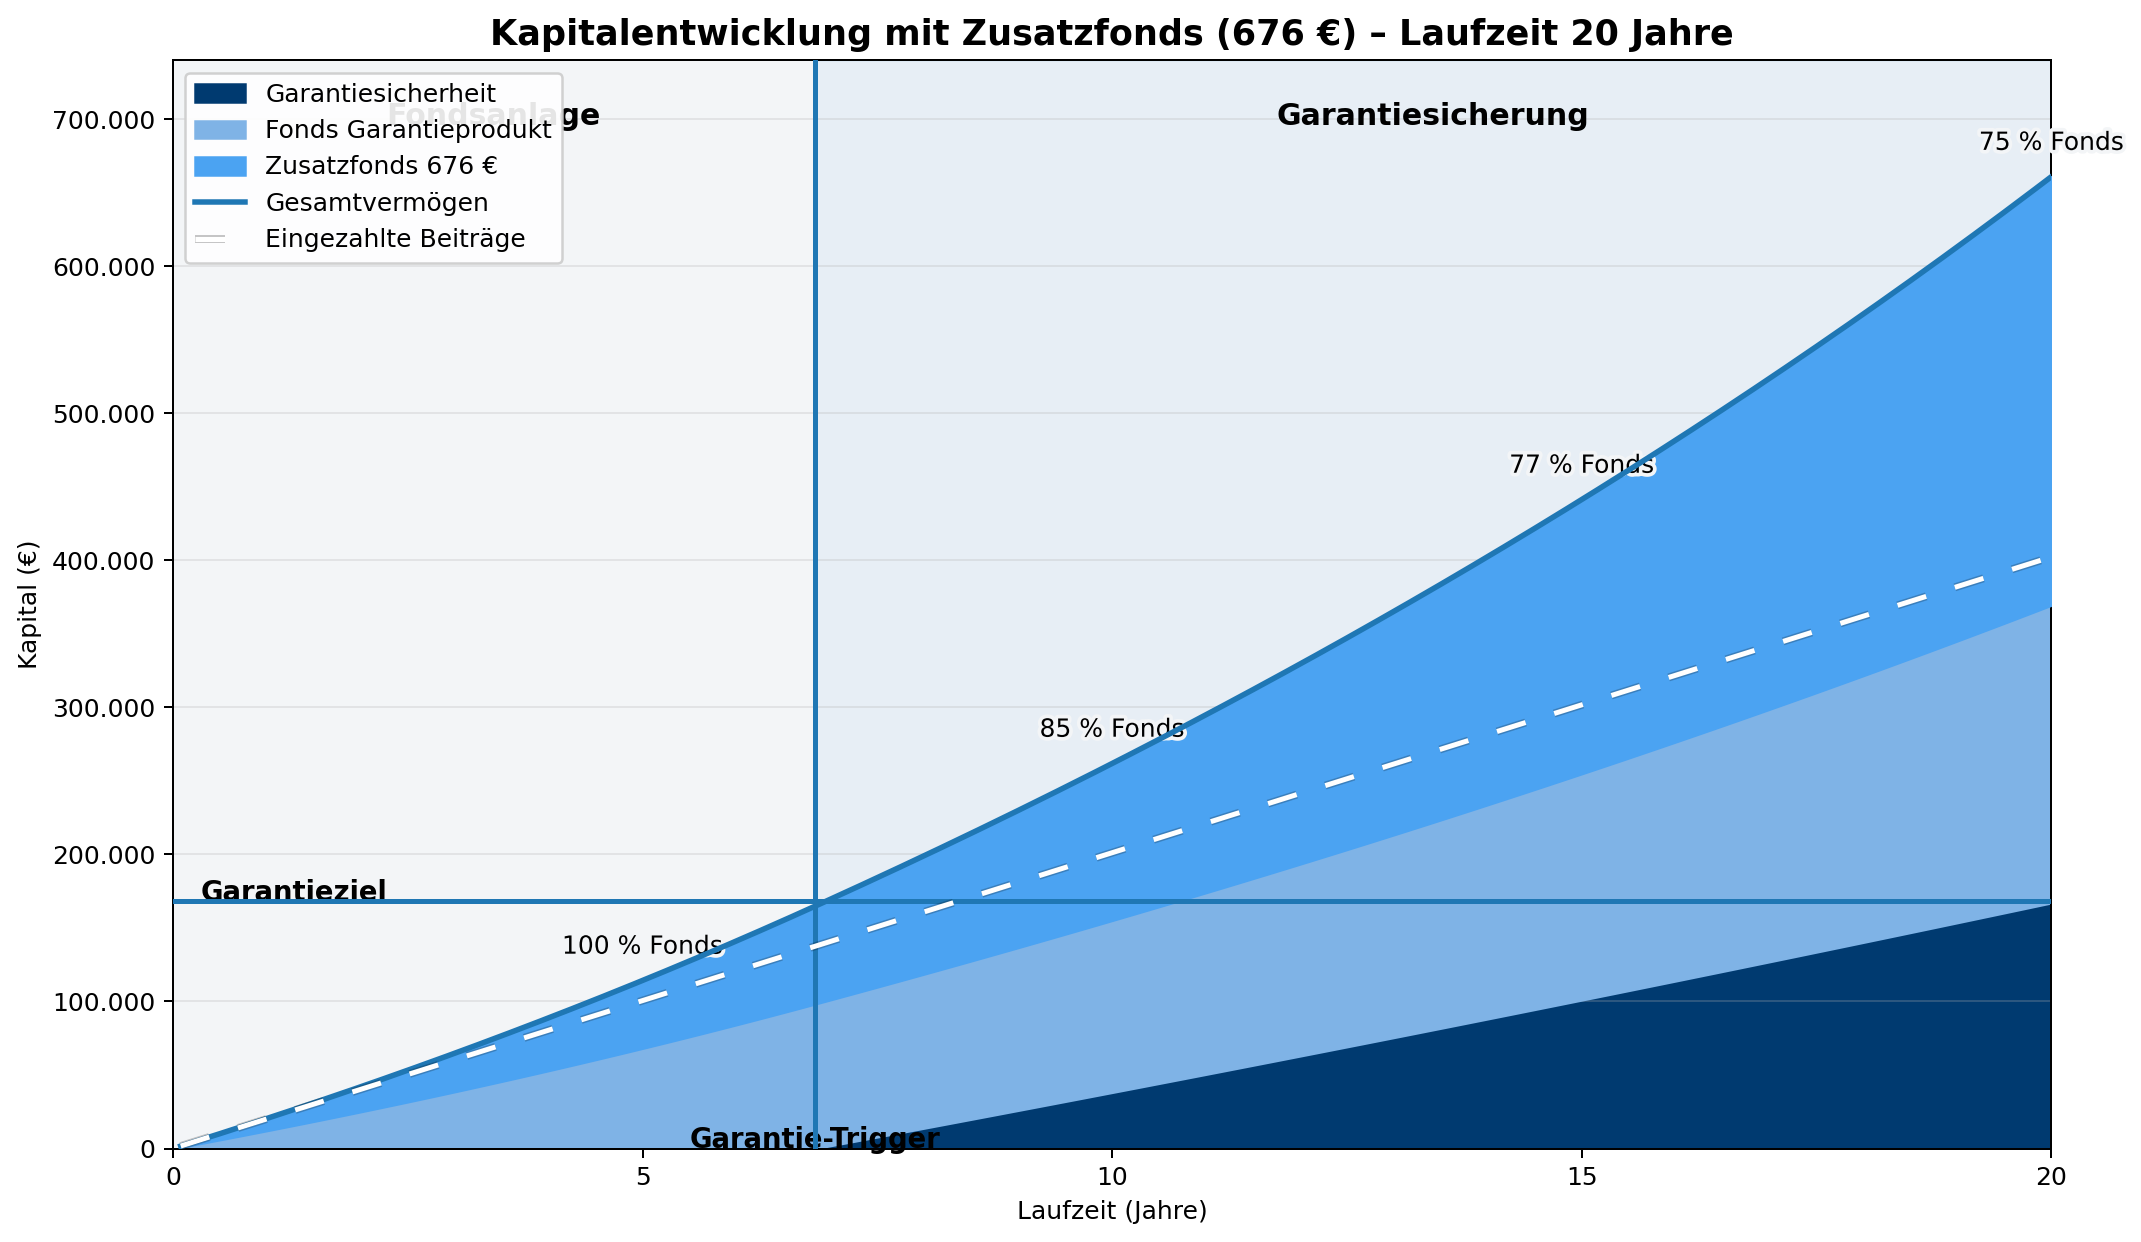 Kapitalentwicklung mit Zusatzfonds (676 €) – Laufzeit 20 Jahre
Garantiesicherheit
Fonds Garantieprodukt
Zusatzfonds 676 €
Gesamtvermögen
Eingezahlte Beiträge
Fondsanlage
Garantiesicherung
75 % Fonds
77 % Fonds
85 % Fonds
100 % Fonds
Garantieziel
Garantie-Trigger
Kapital (€)
700.000
600.000
500.000
400.000
300.000
200.000
100.000
0
0 5 10 15 20
Laufzeit (Jahre)